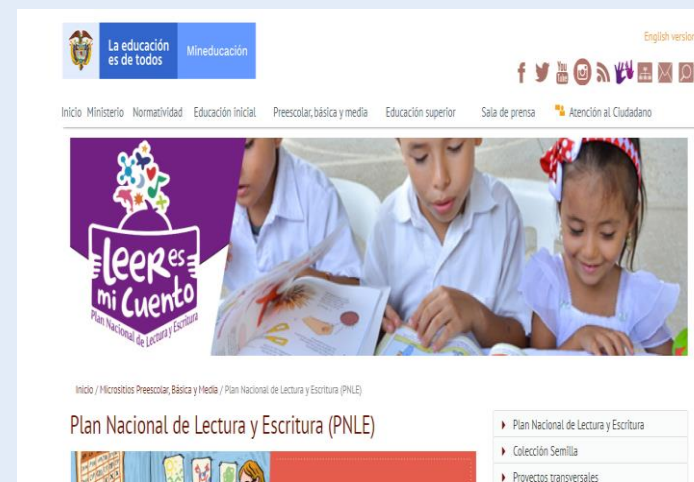 La educación
es de todos
Mineducación
English version
f You Tube
Inicio Ministerio Normatividad Educación inicial Preescolar, básica y media Educación superior Sala de prensa Atención al Ciudadano
leer es
mi Cuento
Plan Nacional de Lectura y Escritura
Inicio / Micrositios Preescolar, Básica y Media / Plan Nacional de Lectura y Escritura (PNLE)
Plan Nacional de Lectura y Escritura (PNLE)
Plan Nacional de Lectura y Escritura
Colección Semilla
Proyectos transversales